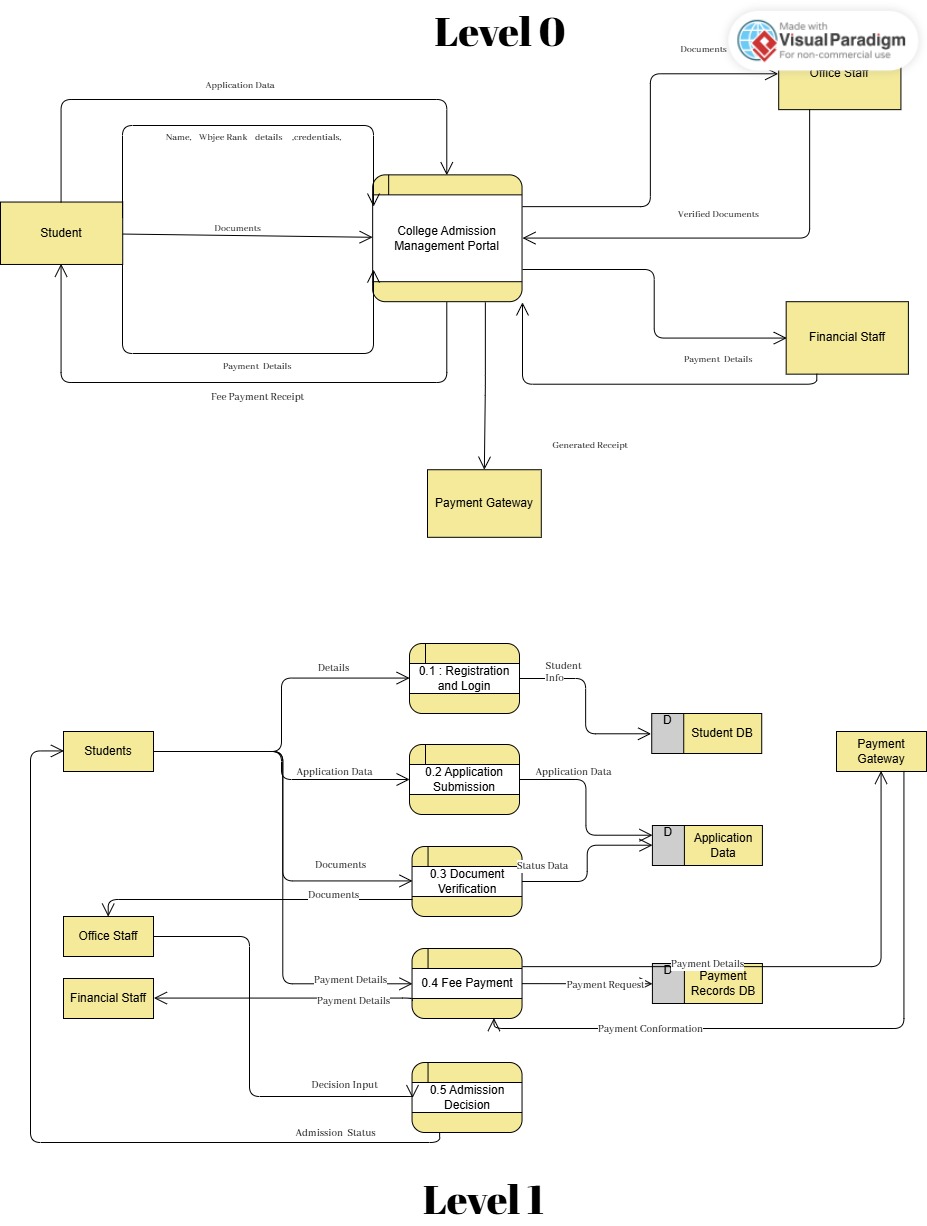 Level 0
Made with
VisualParadigm
For non-commercial use
Documents
Office Staff
Application Data
Name, Wbjee Rank details ,credentials,
Student
Documents
College Admission
Management Portal
Verified Documents
Financial Staff
Payment Details
Payment Details
Fee Payment Receipt
Generated Receipt
Payment Gateway
Details
0.1 : Registration
and Login
Student
Info
Students
D
Student DB
Payment
Gateway
Application Data
0.2 Application
Submission
Application Data
D
Application
Data
Documents
0.3 Document
Verification
Status Data
Documents
Office Staff
Payment Details
0.4 Fee Payment
Payment Details
Payment Request
D
Payment
Records DB
Financial Staff
Payment Details
Payment Conformation
Decision Input
0.5 Admission
Decision
Admission Status
Level 1